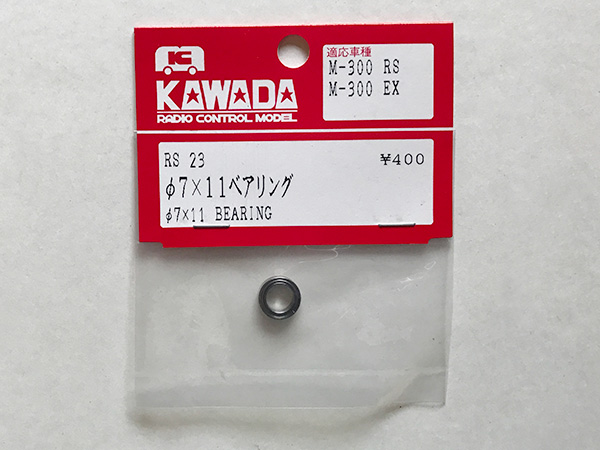 K
KAWADA
RADIO CONTROL MODEL
適応車種
M-300 RS
M-300 EX
RS 23
¥400
φ7×11ベアリング
φ7×11 BEARING